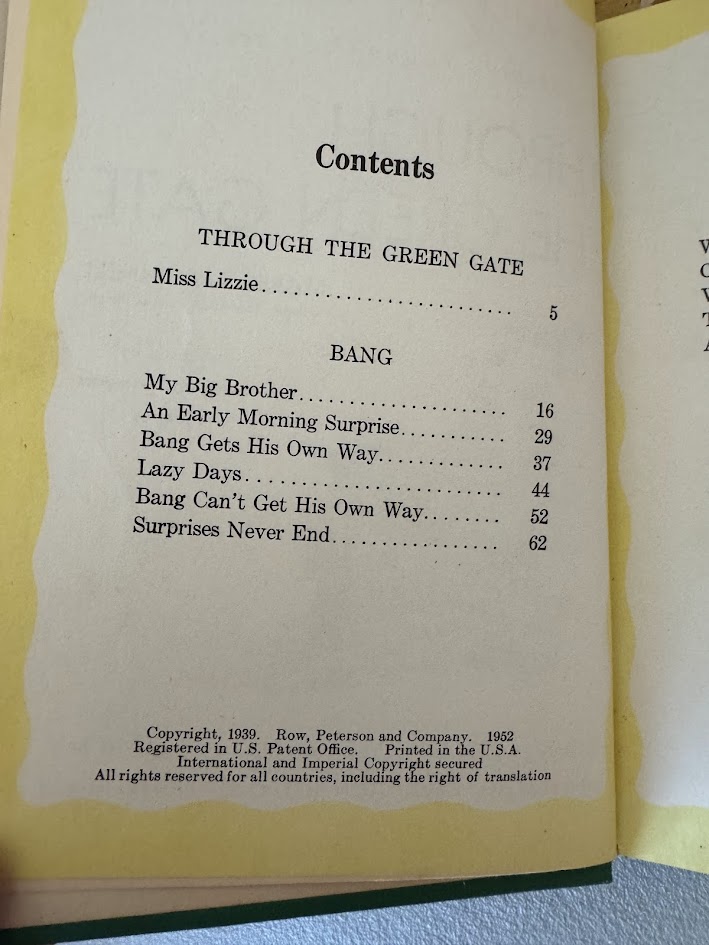 Contents
THROUGH THE GREEN GATE
Miss Lizzie........................ 5
BANG
My Big Brother.................... 16
An Early Morning Surprise........... 29
Bang Gets His Own Way............ 37
Lazy Days......................... 44
Bang Can't Get His Own Way........ 52
Surprises Never End................ 62
Copyright, 1939. Row, Peterson and Company. 1952
Registered in U.S. Patent Office. Printed in the U.S.A.
International and Imperial Copyright secured
All rights reserved for all countries, including the right of translation